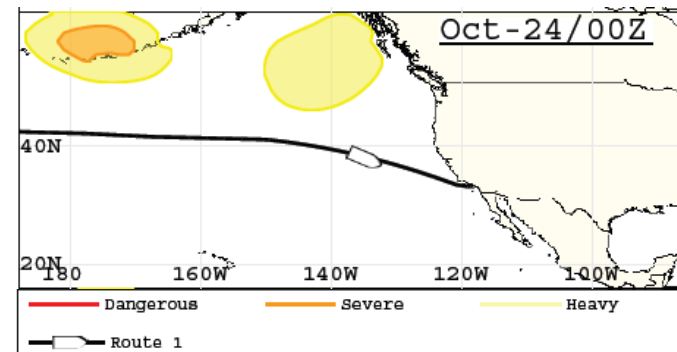 Oct-24/00Z
40N
20N
180 160W 140W 120W 100W
Dangerous Severe Heavy
Route 1